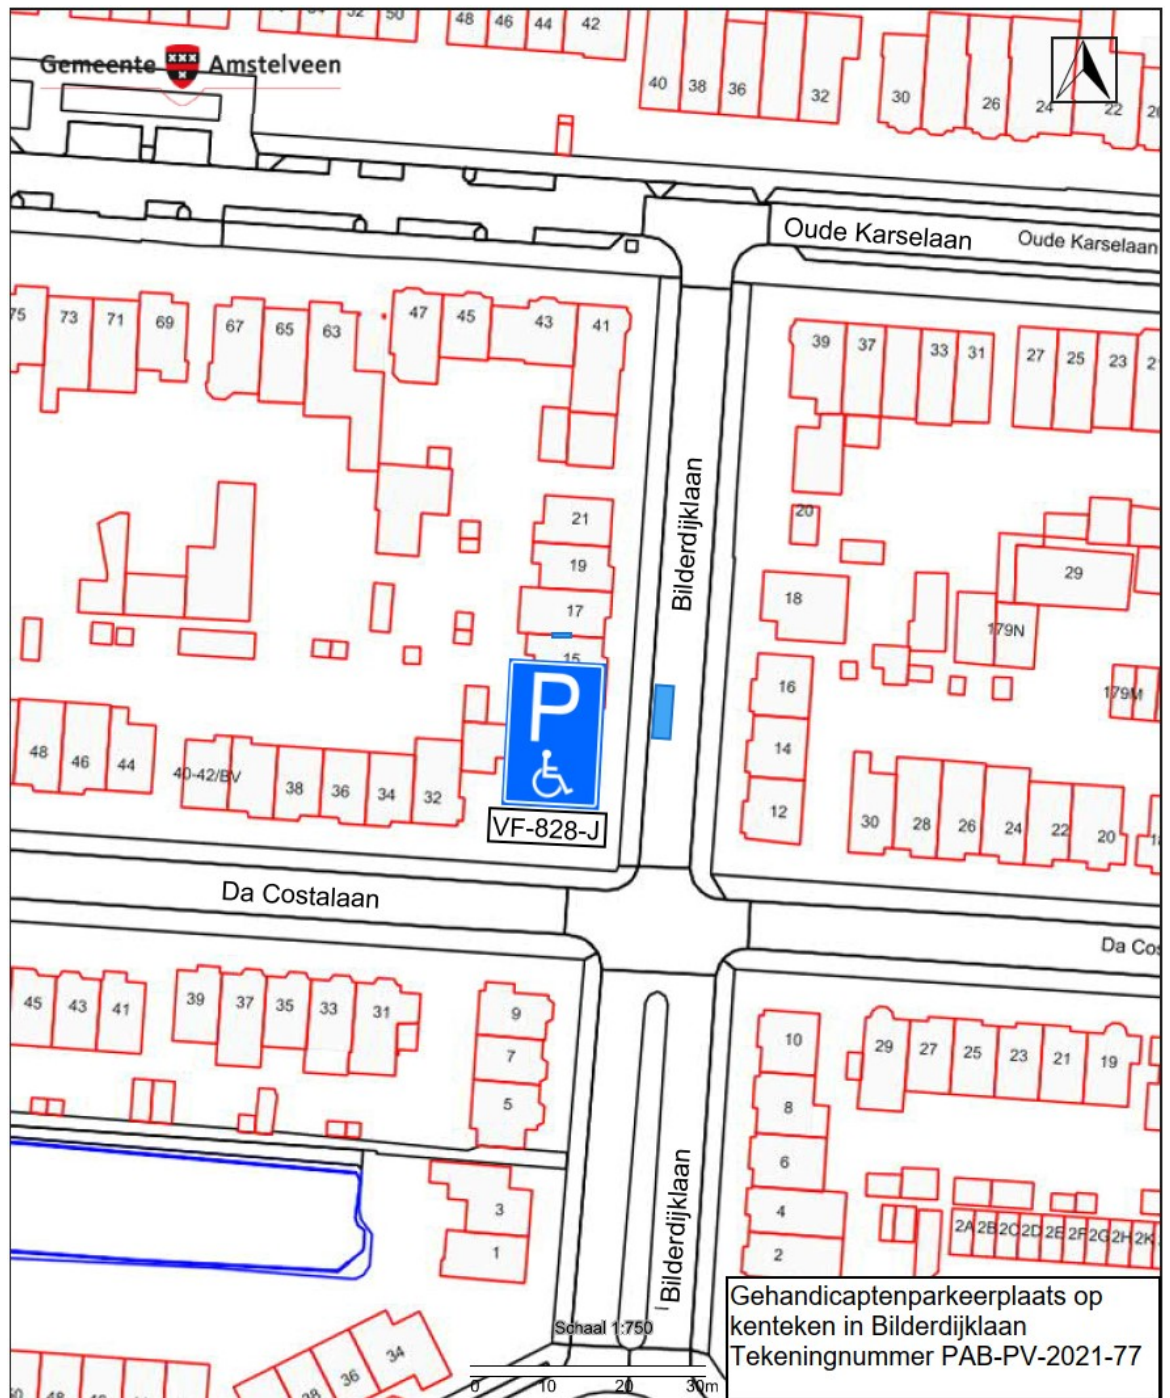 52 50 48 46 44 42
40 38 36 32 30 26 24 22
Gemeente Amstelveen
Oude Karselaan Oude Karselaan
75 73 71 69 67 65 63 47 45 43 41
39 37 33 31 27 25 23
Bilderdijklaan
21
19
17
15
20
18
29
179N
16
179M
14
12
P
VF-828-J
48 46 44 40-42/BV 38 36 34 32
30 28 26 24 22 20
Da Costalaan
Da Cos
45 43 41 39 37 35 33 31
9
7
5
10
29 27 25 23 21 19
8
6
4
2
2A 2B 2C 2D 2E 2F 2G 2H 2K
3
1
Bilderdijklaan
34
36
38
Schaal 1:750
0 10 20 30m
Gehandicaptenparkeerplaats op
kenteken in Bilderdijklaan
Tekeningnummer PAB-PV-2021-77